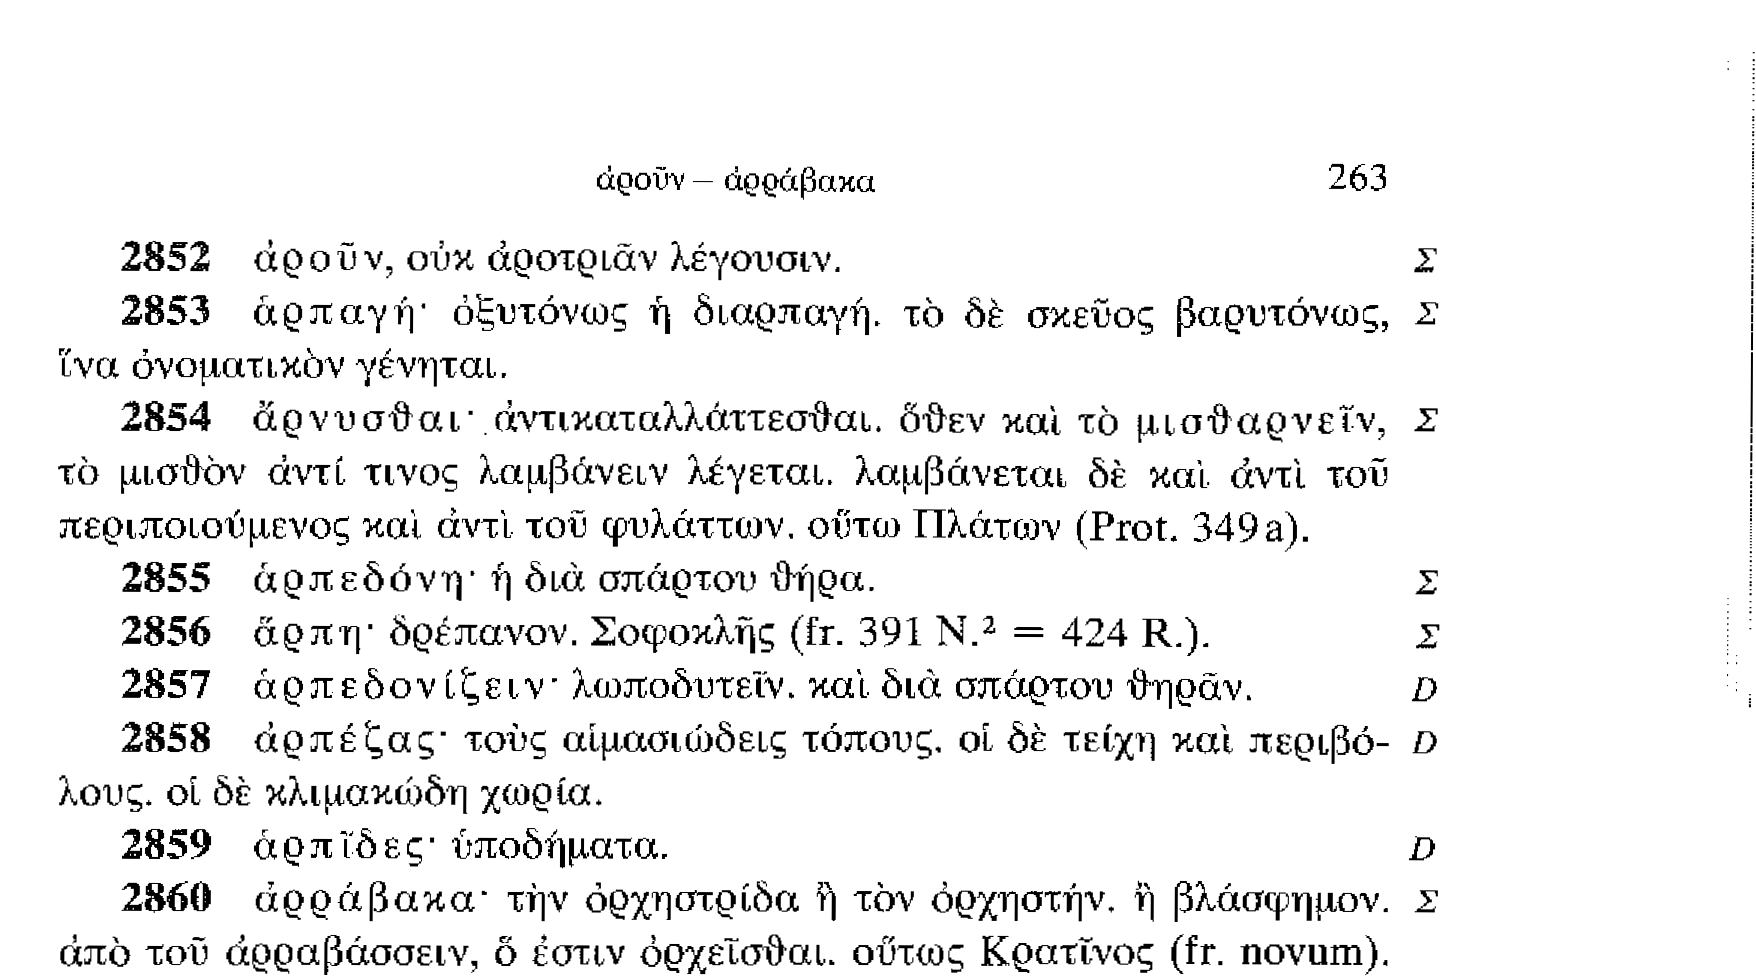 ἀροῦν – ἀρράβακα 263
2852 ἀροῦν, οὐκ ἀροτριᾶν λέγουσιν. Σ
2853 ἁρπαγή· ὀξυτόνως ἡ διαρπαγή. τὸ δὲ σκεῦος βαρυτόνως, Σ
ἵνα ὀνοματικὸν γένηται.
2854 ἄρνυσθαι· ἀντικαταλλάττεσθαι. ὅθεν καὶ τὸ μισθαρνεῖν, Σ
τὸ μισθὸν ἀντί τινος λαμβάνειν λέγεται. λαμβάνεται δὲ καὶ ἀντὶ τοῦ
περιποιούμενος καὶ ἀντὶ τοῦ φυλάττων. οὕτω Πλάτων (Prot. 349 a).
2855 ἁρπεδόνη· ἡ διὰ σπάρτου θήρα. Σ
2856 ἅρπη· δρέπανον. Σοφοκλῆς (fr. 391 N.² = 424 R.). Σ
2857 ἁρπεδονίζειν· λωποδυτεῖν. καὶ διὰ σπάρτου θηρᾶν. D
2858 ἁρπέζας· τοὺς αἱμασιώδεις τόπους. οἱ δὲ τείχη καὶ περιβό- D
λους. οἱ δὲ κλιμακώδη χωρία.
2859 ἁρπῖδες· ὑποδήματα. D
2860 ἀρράβακα· τὴν ὀρχηστρίδα ἢ τὸν ὀρχηστήν. ἢ βλάσφημον. Σ
ἀπὸ τοῦ ἀρραβάσσειν, ὅ ἐστιν ὀρχεῖσθαι. οὕτως Κρατῖνος (fr. novum).